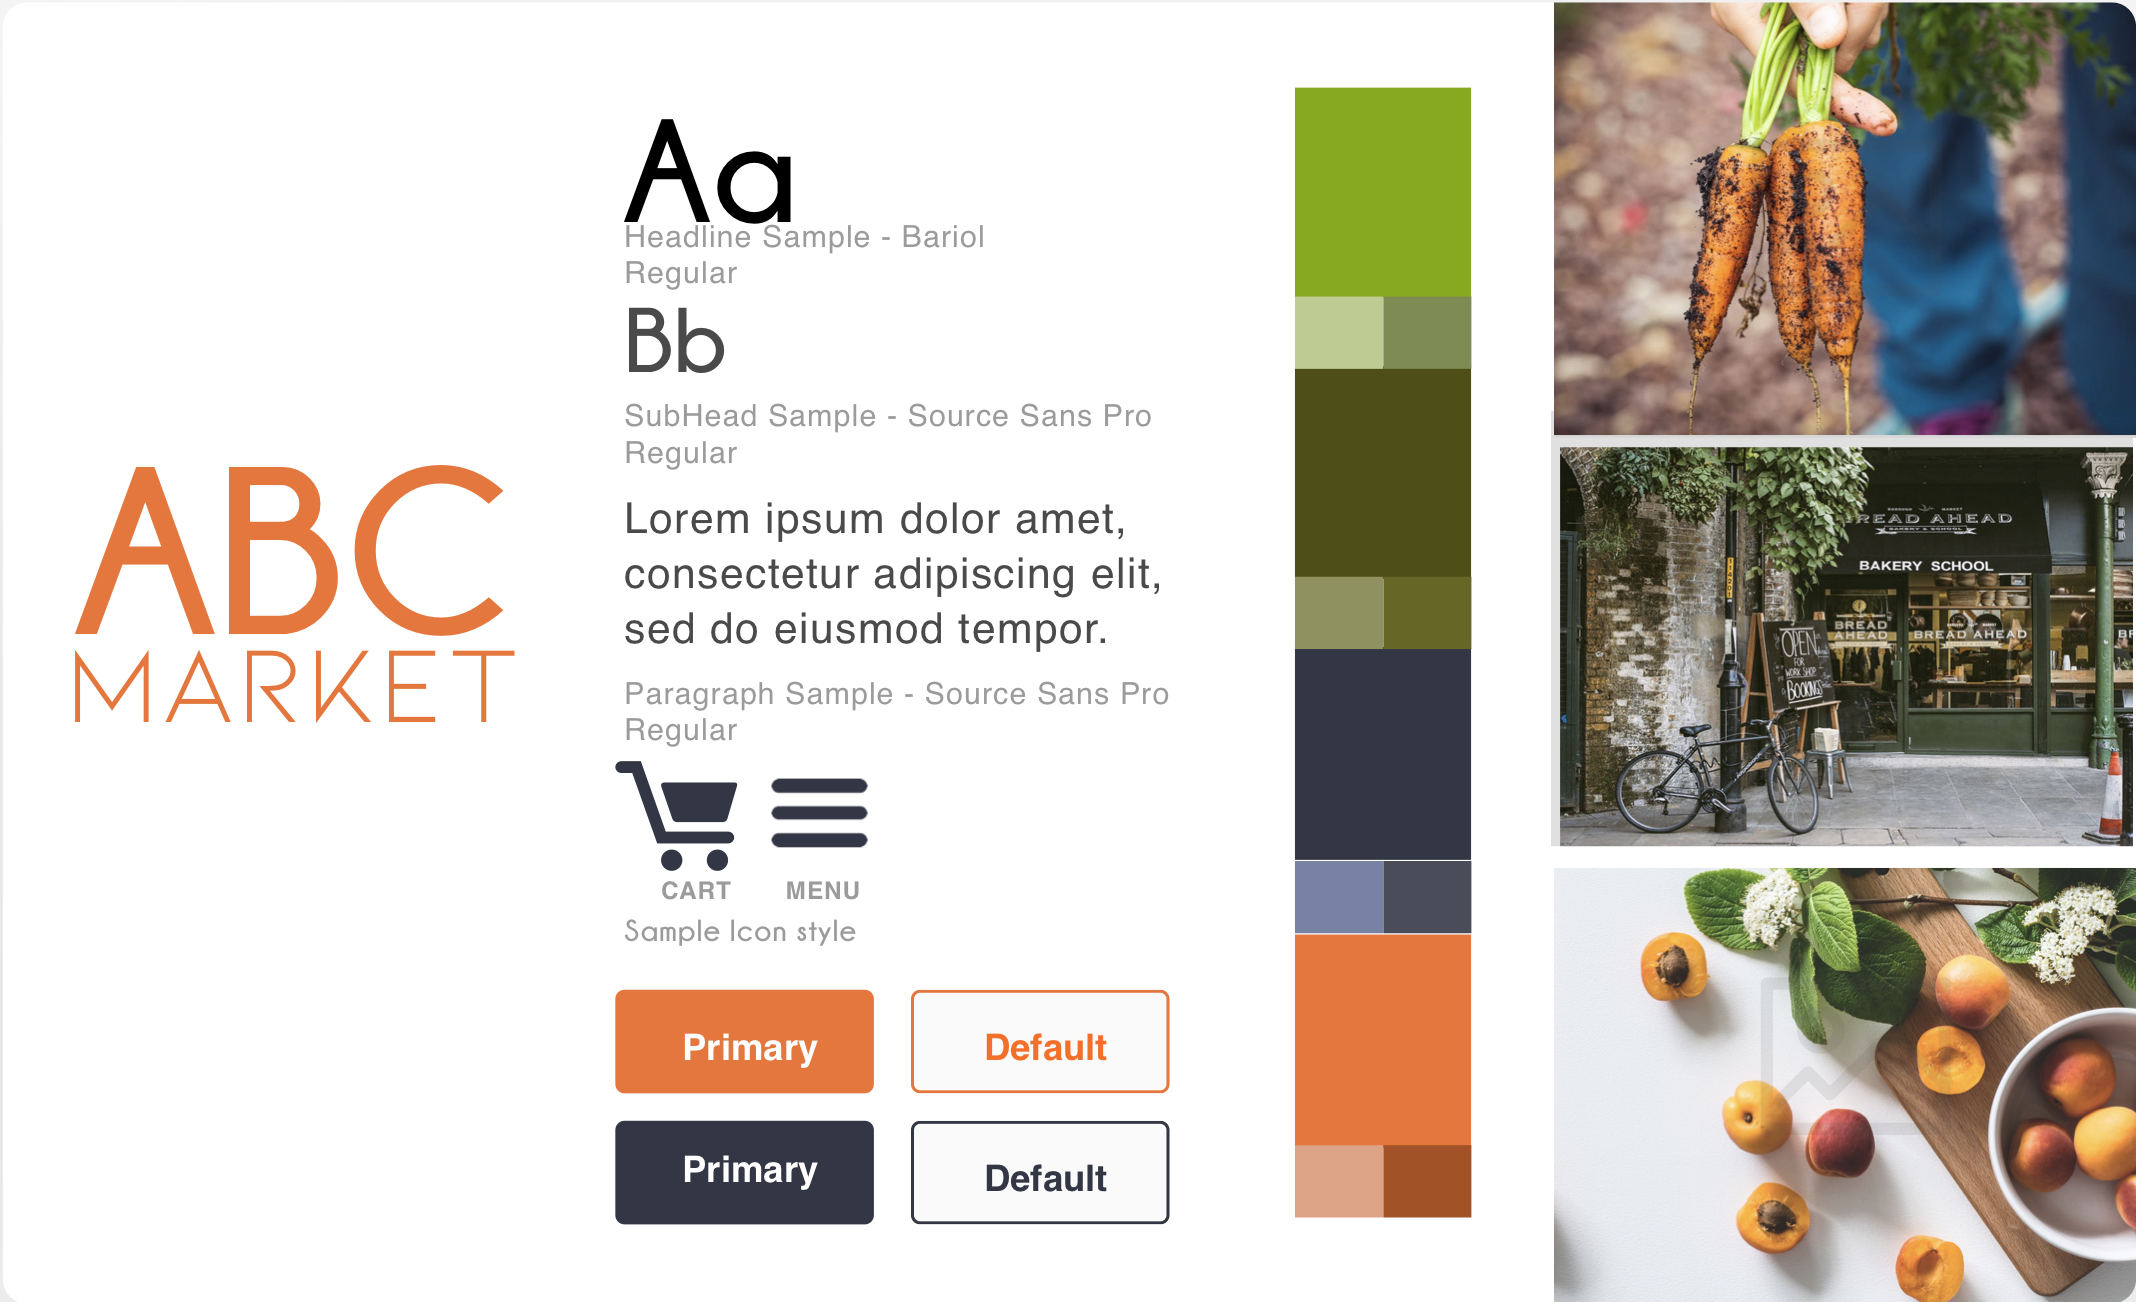 ABC
MARKET
Aa
Headline Sample - Bariol
Regular
Bb
SubHead Sample - Source Sans Pro
Regular
Lorem ipsum dolor amet,
consectetur adipiscing elit,
sed do eiusmod tempor.
Paragraph Sample - Source Sans Pro
Regular
CART MENU
Sample Icon style
Primary Default
Primary Default
BREAD AHEAD
BAKERY & SCHOOL
BAKERY SCHOOL
BREAD
AHEAD
BREAD AHEAD
OPEN
FOR
WORK SHOP
BOOKINGS